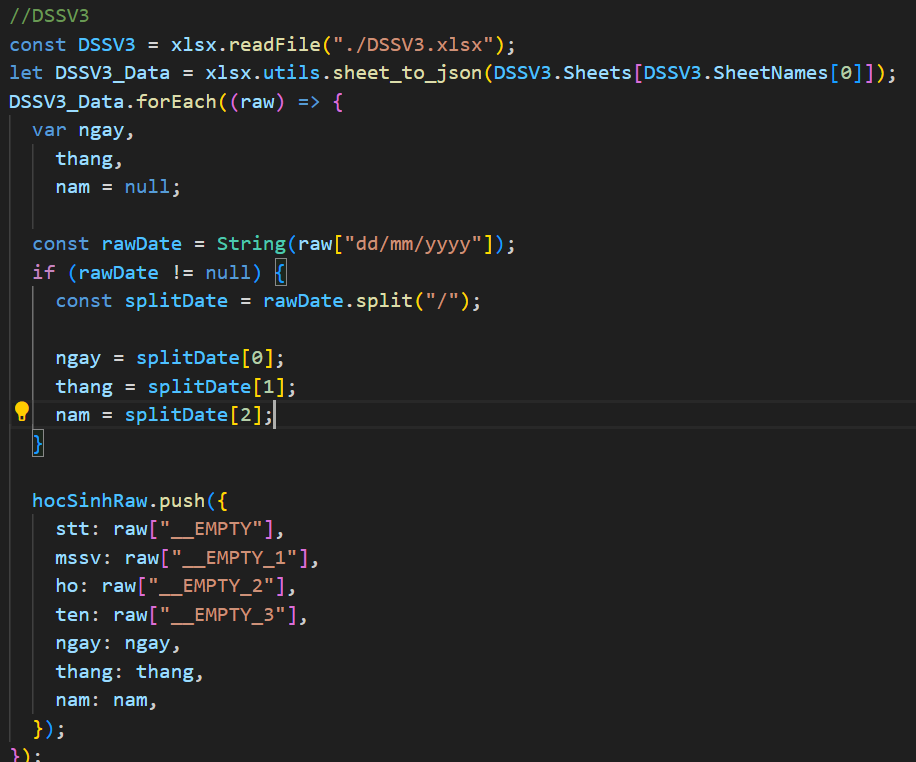 //DSSV3
const DSSV3 = xlsx.readFile("./DSSV3.xlsx");
let DSSV3_Data = xlsx.utils.sheet_to_json(DSSV3.Sheets[DSSV3.SheetNames[0]]);
DSSV3_Data.forEach((raw) => {
  var ngay,
    thang,
    nam = null;

  const rawDate = String(raw["dd/mm/yyyy"]);
  if (rawDate != null) {
    const splitDate = rawDate.split("/");

    ngay = splitDate[0];
    thang = splitDate[1];
    nam = splitDate[2];
  }

  hocSinhRaw.push({
    stt: raw["__EMPTY"],
    mssv: raw["__EMPTY_1"],
    ho: raw["__EMPTY_2"],
    ten: raw["__EMPTY_3"],
    ngay: ngay,
    thang: thang,
    nam: nam,
  });
});